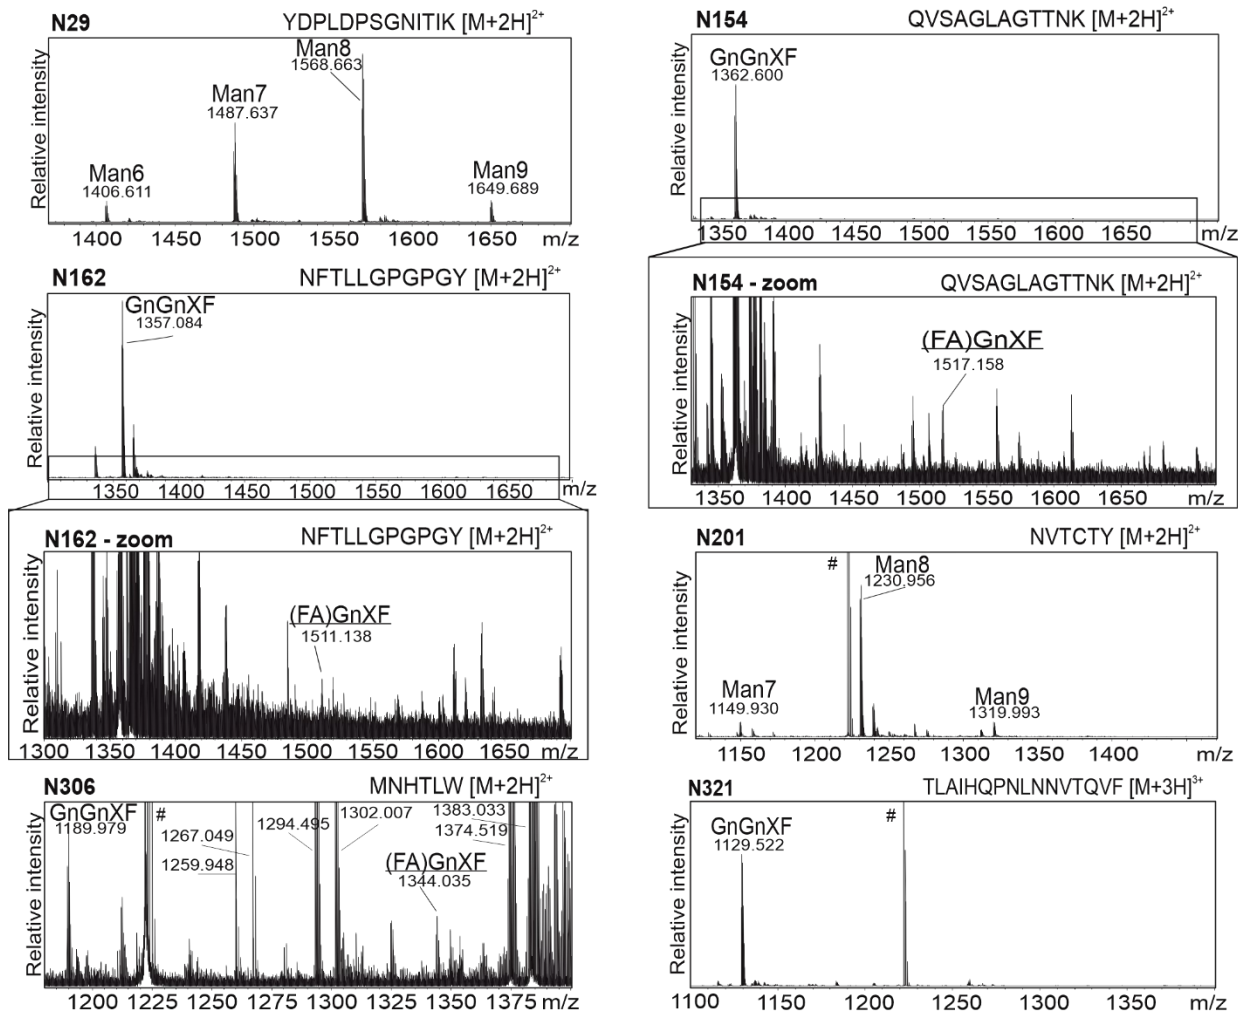 N29 YDPLDPSGNITIK [M+2H]²⁺
Relative intensity
Man6
1406.611
Man7
1487.637
Man8
1568.663
Man9
1649.689
1400 1450 1500 1550 1600 1650 m/z
N154 QVSAGLAGTTNK [M+2H]²⁺
Relative intensity
GnGnXF
1362.600
1350 1400 1450 1500 1550 1600 1650 m/z
N162 NFTLLGPGPGY [M+2H]²⁺
Relative intensity
GnGnXF
1357.084
1350 1400 1450 1500 1550 1600 1650 m/z
N154 - zoom QVSAGLAGTTNK [M+2H]²⁺
Relative intensity
(FA)GnXF
1517.158
1350 1400 1450 1500 1550 1600 1650 m/z
N162 - zoom NFTLLGPGPGY [M+2H]²⁺
Relative intensity
(FA)GnXF
1511.138
1300 1350 1400 1450 1500 1550 1600 1650 m/z
N201 NVTCTY [M+2H]²⁺
Relative intensity
#
Man8
1230.956
Man7
1149.930
Man9
1319.993
1150 1200 1250 1300 1350 1400 m/z
N306 MNHTLW [M+2H]²⁺
Relative intensity
GnGnXF
1189.979
#
1267.049
1259.948
1294.495
1302.007
1383.033
1374.519
(FA)GnXF
1344.035
1200 1225 1250 1275 1300 1325 1350 1375 m/z
N321 TLAIHQPNLNNVTQVF [M+3H]³⁺
Relative intensity
GnGnXF
1129.522
#
1100 1150 1200 1250 1300 1350 m/z